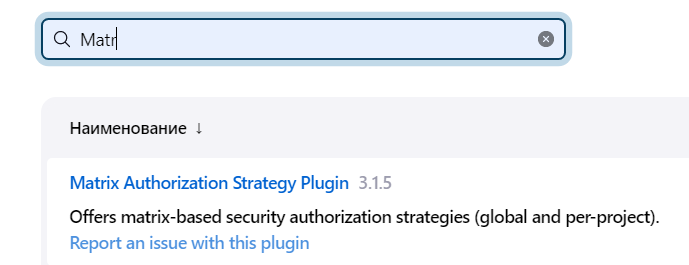 Matr
Наименование ↓
Matrix Authorization Strategy Plugin 3.1.5
Offers matrix-based security authorization strategies (global and per-project).
Report an issue with this plugin